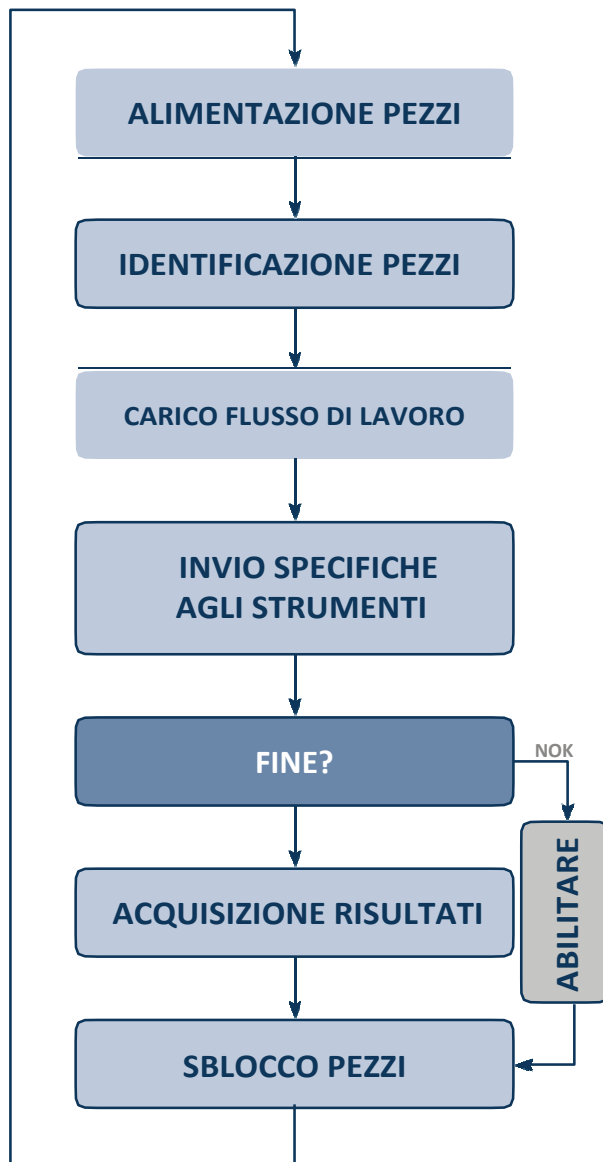 ALIMENTAZIONE PEZZI
IDENTIFICAZIONE PEZZI
CARICO FLUSSO DI LAVORO
INVIO SPECIFICHE
AGLI STRUMENTI
FINE?
NOK
ABILITARE
ACQUISIZIONE RISULTATI
SBLOCCO PEZZI